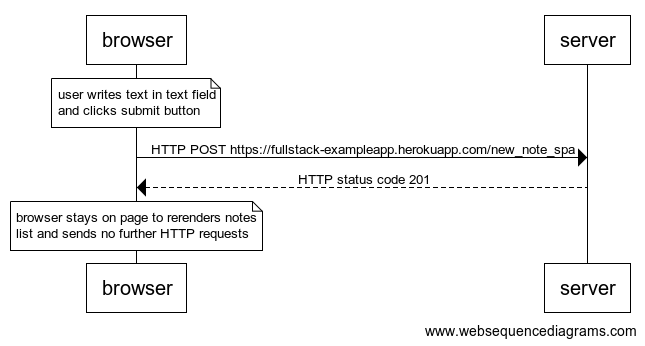 browser
server
user writes text in text field
and clicks submit button
HTTP POST https://fullstack-exampleapp.herokuapp.com/new_note_spa
HTTP status code 201
browser stays on page to rerenders notes
list and sends no further HTTP requests
browser
server
www.websequencediagrams.com